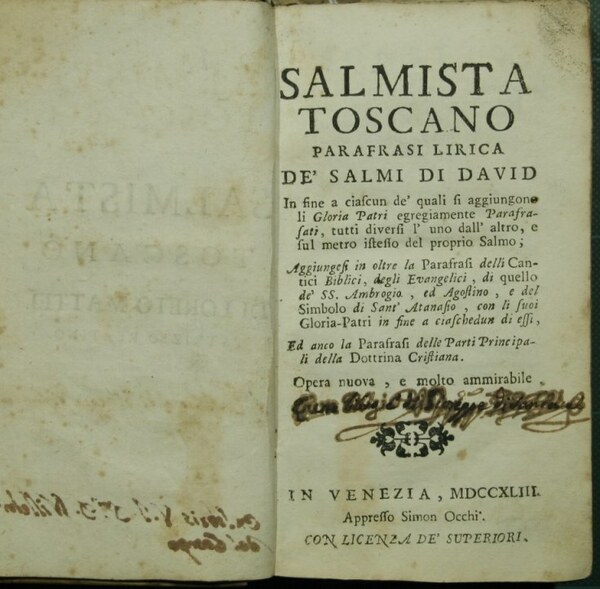 SALMISTA
TOSCANO
PARAFRASI LIRICA
DE' SALMI DI DAVID
In fine a ciascun de' quali si aggiungono
li Gloria Patri egregiamente Parafra-
sati, tutti diversi l' uno dall' altro, e
sul metro istesso del proprio Salmo;
Aggiungesi in oltre la Parafrasi delli Can-
tici Biblici, degli Evangelici, di quello
de' SS. Ambrogio, ed Agostino, e del
Simbolo di Sant' Atanasio, con li suoi
Gloria-Patri in fine a ciaschedun di essi,
Ed anco la Parafrasi delle Parti Principa-
li della Dottrina Cristiana.
Opera nuova, e molto ammirabile
IN VENEZIA, MDCCXLIII.
Appresso Simon Occhi.
CON LICENZA DE' SUPERIORI.